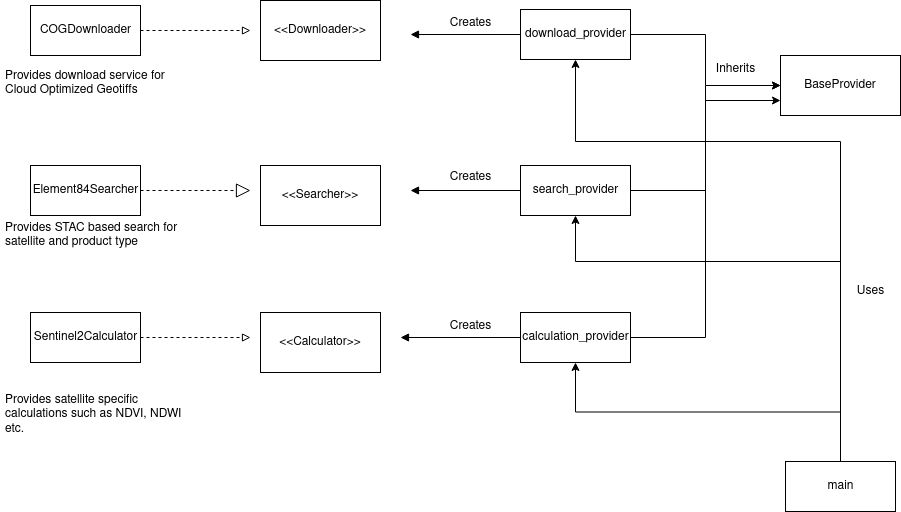 COGDownloader
<<Downloader>>
Creates
download_provider
Provides download service for
Cloud Optimized Geotiffs
Inherits
BaseProvider
Element84Searcher
<<Searcher>>
Creates
search_provider
Provides STAC based search for
satellite and product type
Uses
Sentinel2Calculator
<<Calculator>>
Creates
calculation_provider
Provides satellite specific
calculations such as NDVI, NDWI
etc.
main